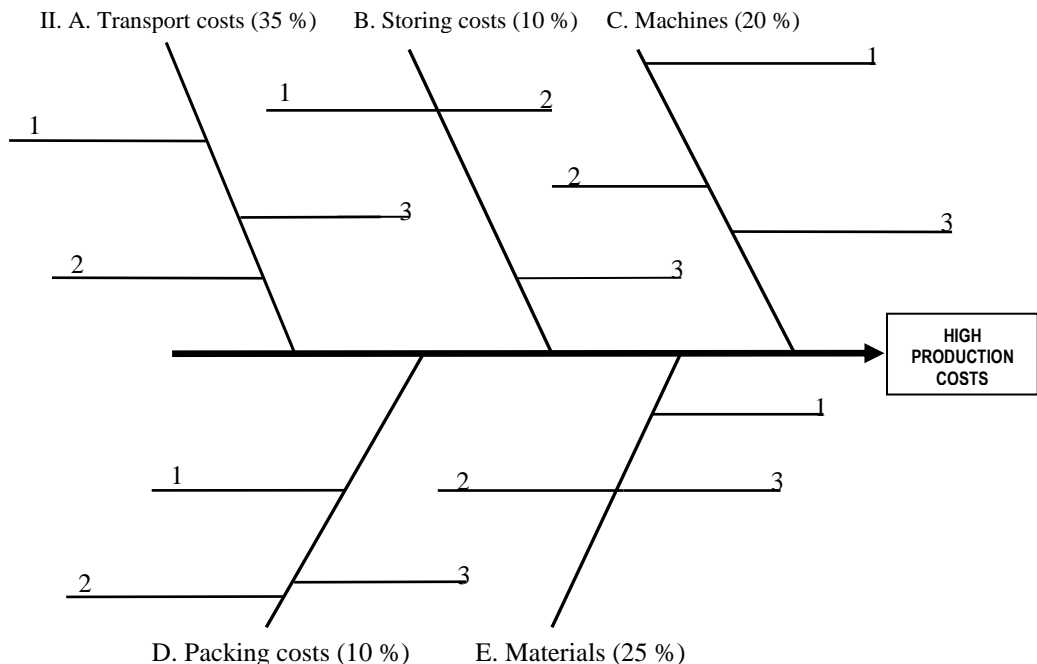 II. A. Transport costs (35 %) B. Storing costs (10 %) C. Machines (20 %)
1
1 2
1
2
3 3
2 3
HIGH
PRODUCTION
COSTS
1
1 2 3
2 3
D. Packing costs (10 %) E. Materials (25 %)